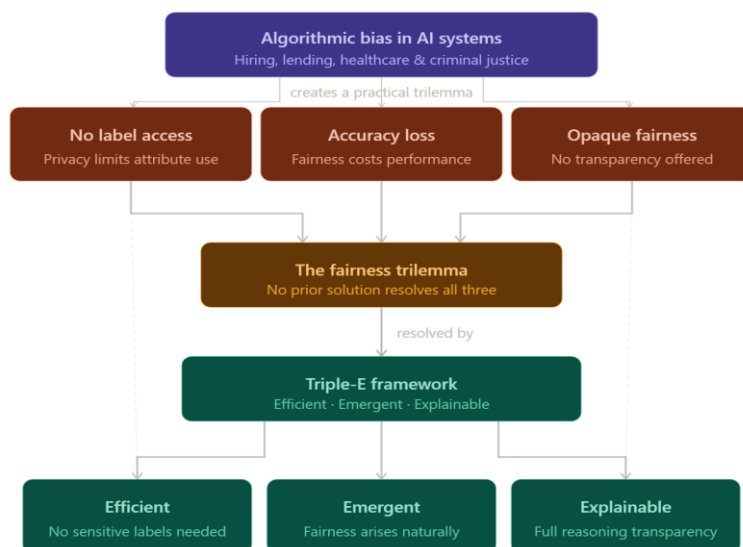 Algorithmic bias in AI systems
Hiring, lending, healthcare & criminal justice
creates a practical trilemma
No label access
Privacy limits attribute use
Accuracy loss
Fairness costs performance
Opaque fairness
No transparency offered
The fairness trilemma
No prior solution resolves all three
resolved by
Triple-E framework
Efficient · Emergent · Explainable
Efficient
No sensitive labels needed
Emergent
Fairness arises naturally
Explainable
Full reasoning transparency